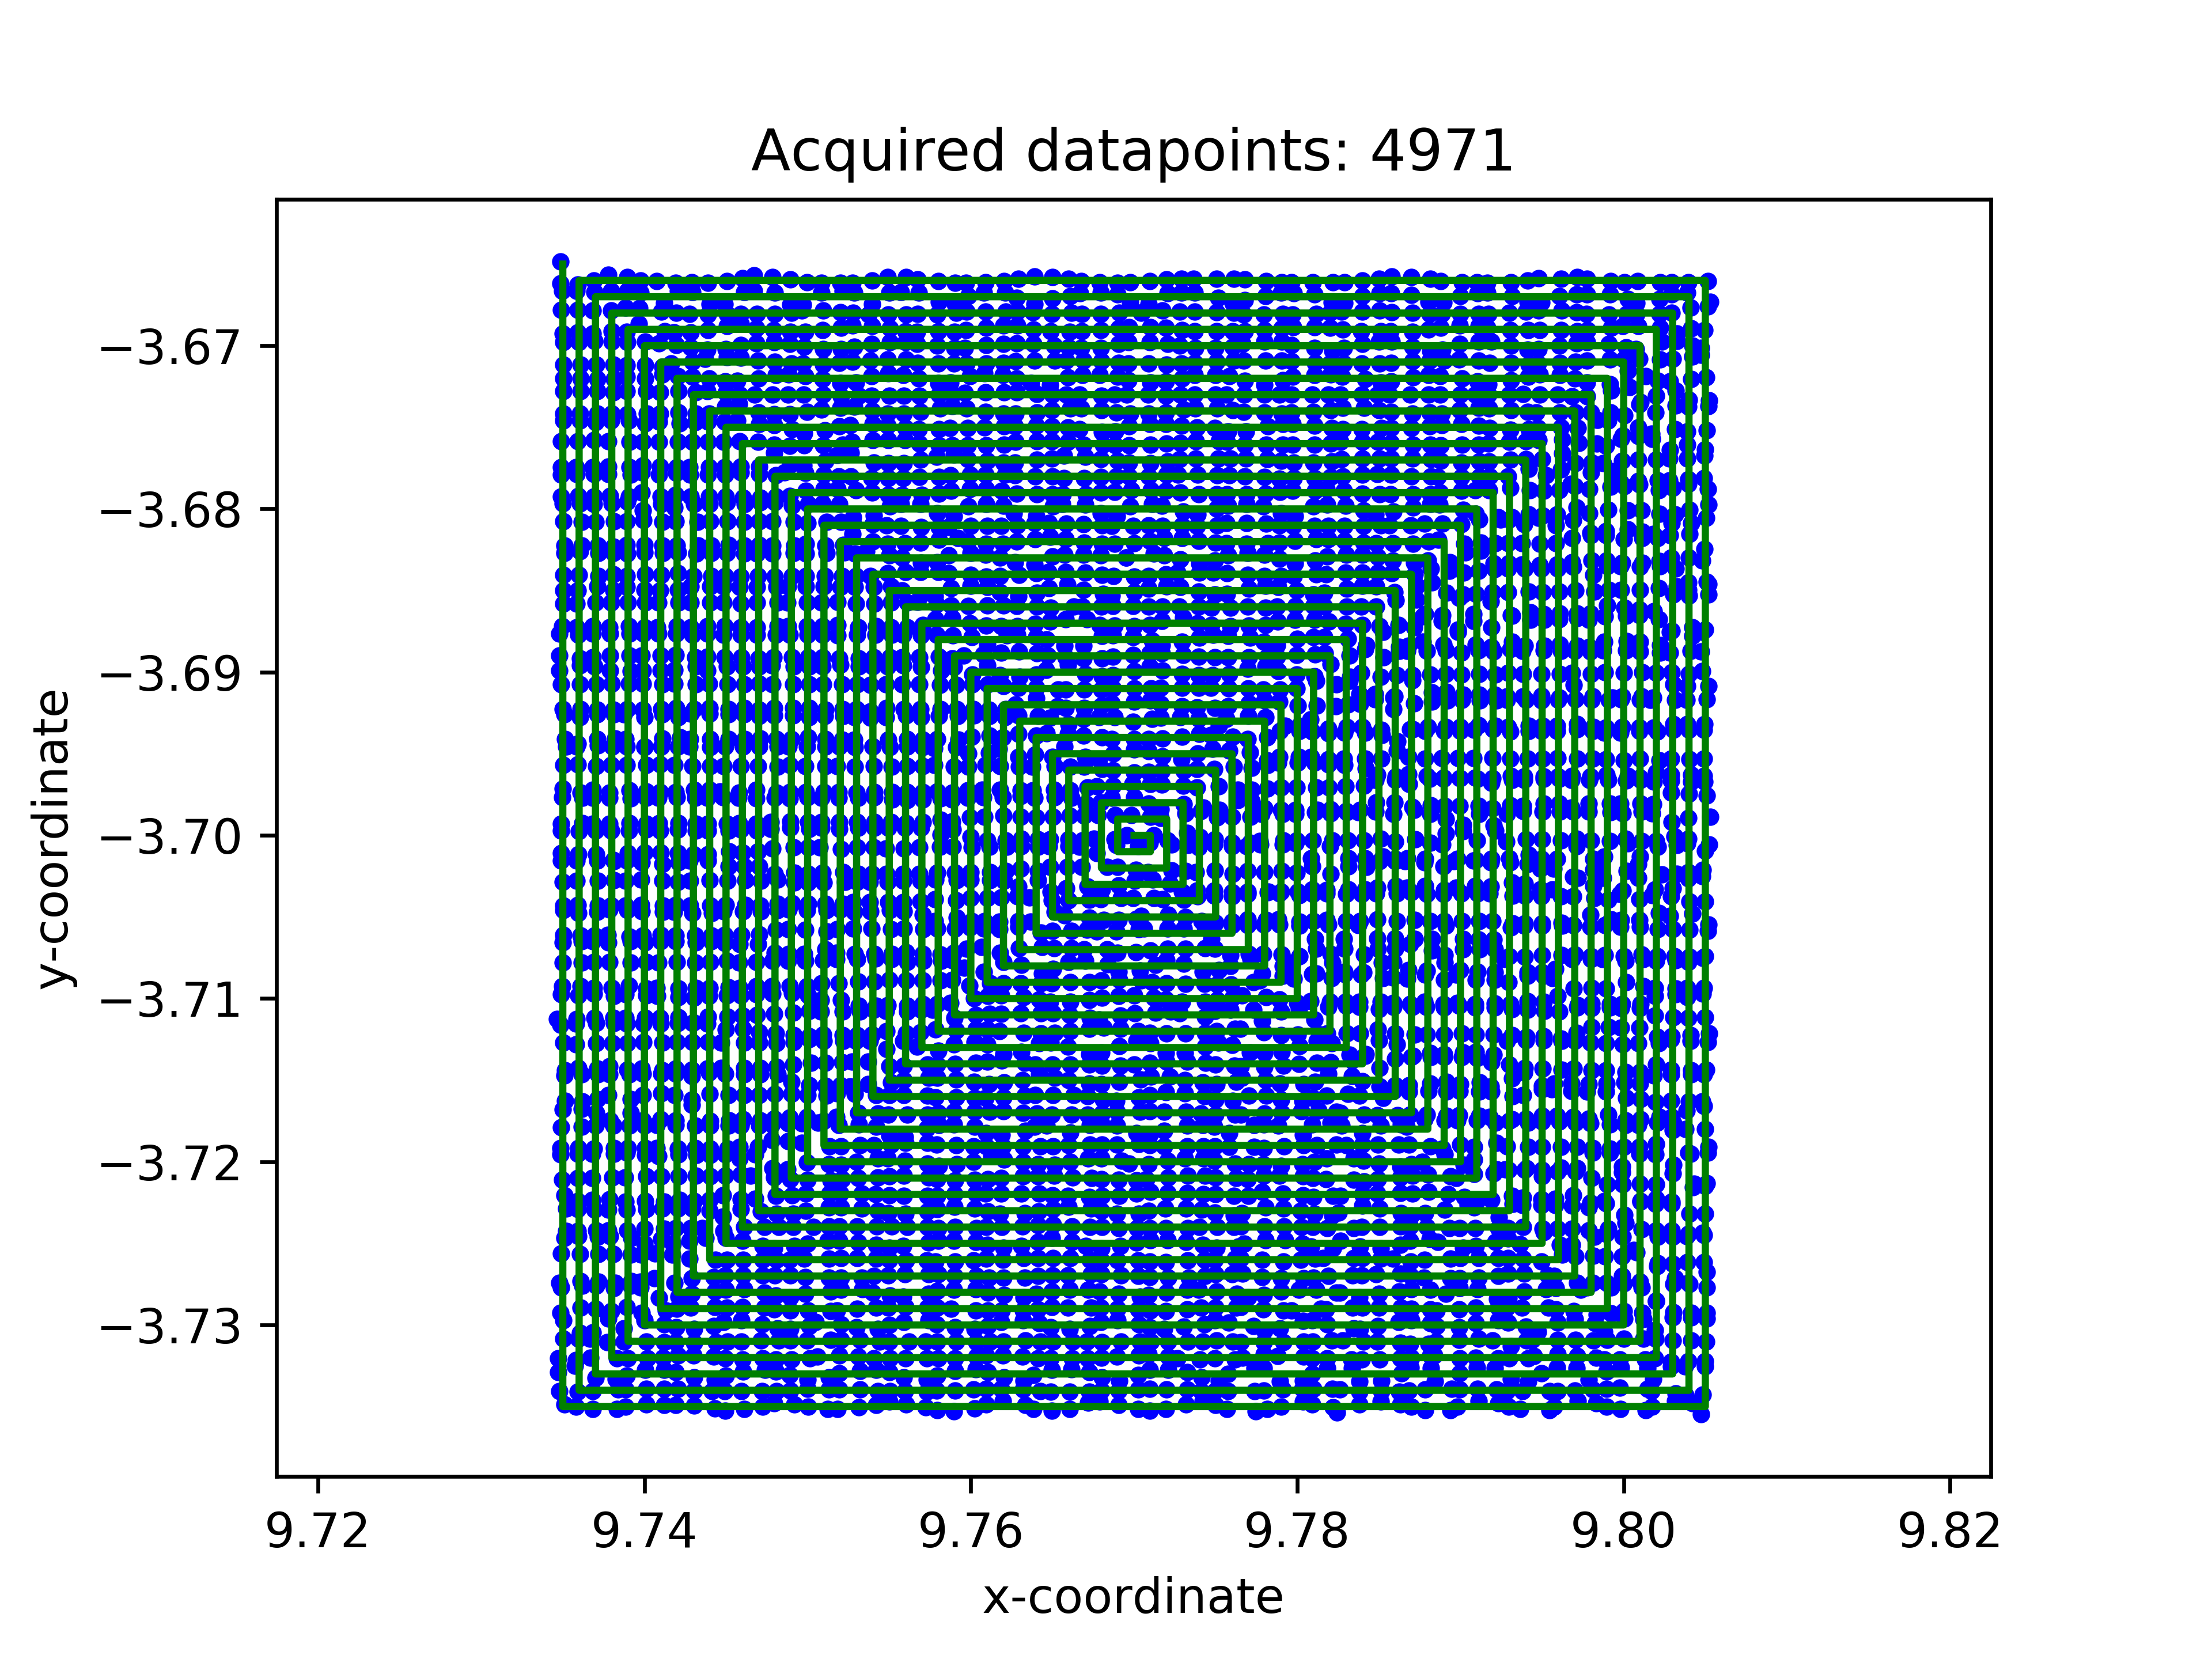 Acquired datapoints: 4971
−3.67
−3.68
−3.69
−3.70
−3.71
−3.72
−3.73
y-coordinate
9.72 9.74 9.76 9.78 9.80 9.82
x-coordinate